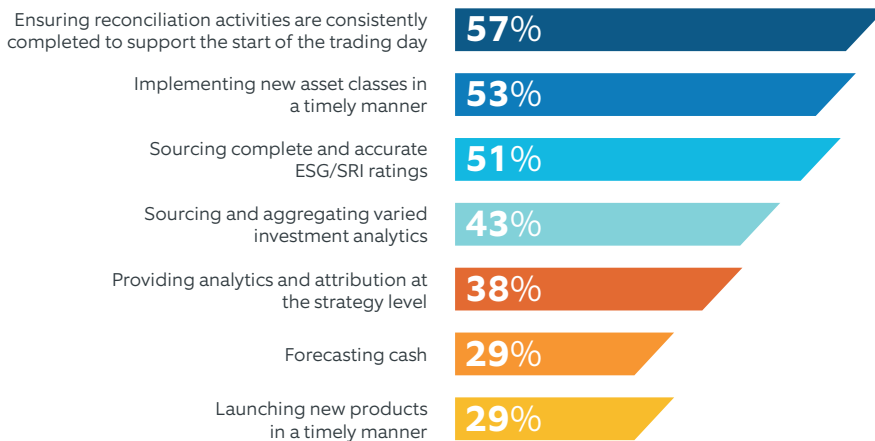 Ensuring reconciliation activities are consistently
completed to support the start of the trading day
57%
Implementing new asset classes in
a timely manner
53%
Sourcing complete and accurate
ESG/SRI ratings
51%
Sourcing and aggregating varied
investment analytics
43%
Providing analytics and attribution at
the strategy level
38%
Forecasting cash
29%
Launching new products
in a timely manner
29%